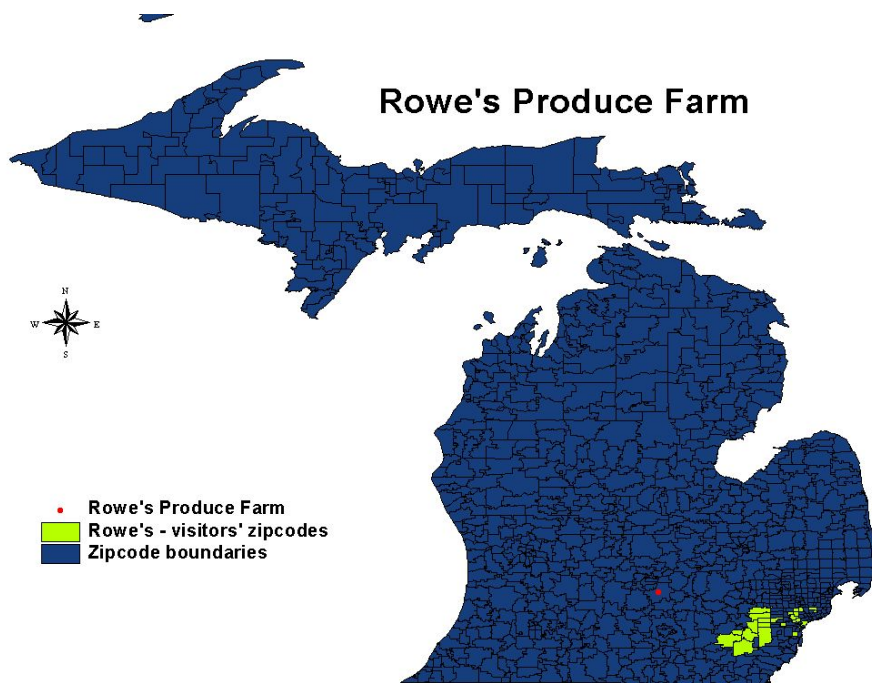 Rowe's Produce Farm
N
W E
S
Rowe's Produce Farm
Rowe's - visitors' zipcodes
Zipcode boundaries